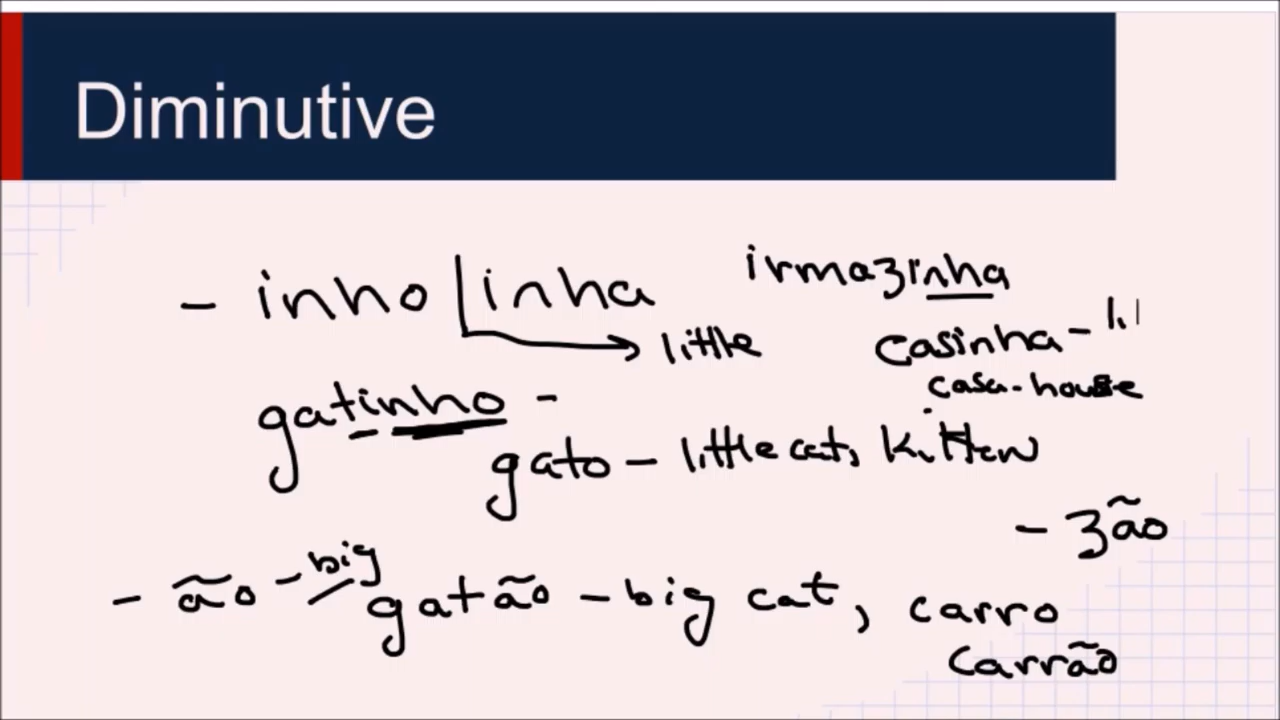 Diminutive
- inho | inha
irmazinha
little
casinha - li
casa - house
gatinho -
gato - little cat, kitten
- zão
- ão - big
gatão - big cat, carro
carrão